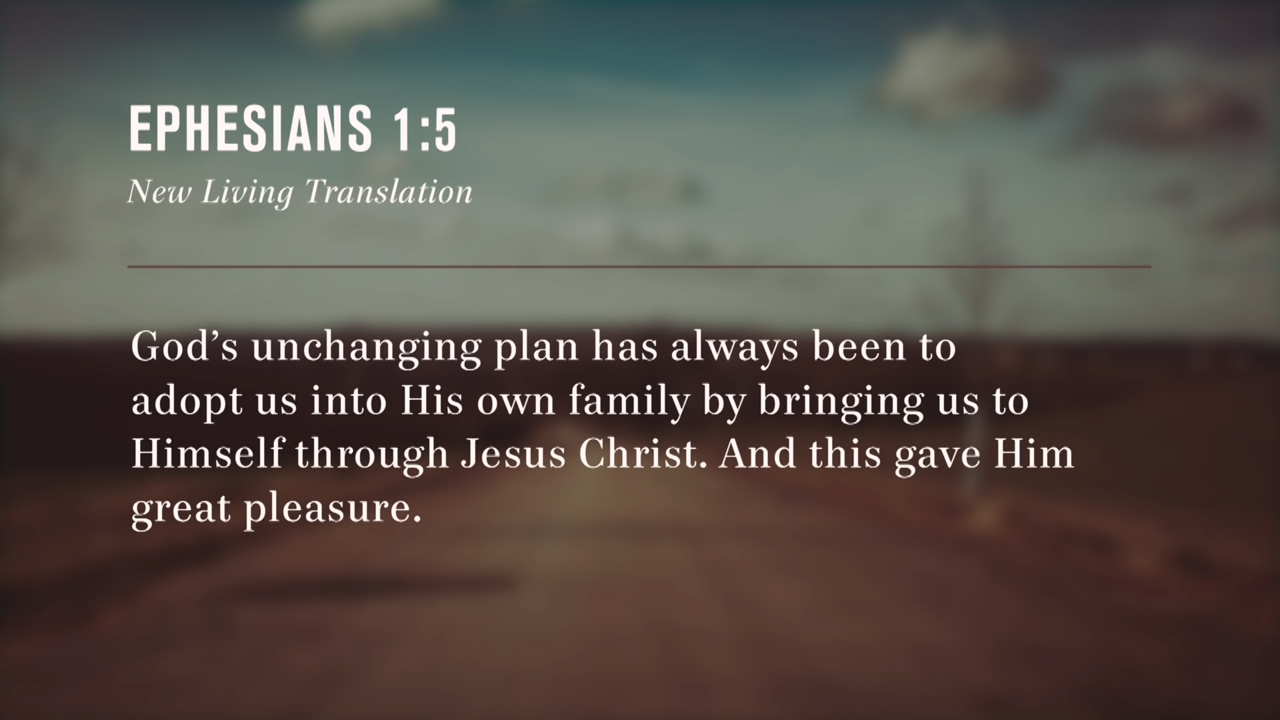 EPHESIANS 1:5
New Living Translation
God’s unchanging plan has always been to
adopt us into His own family by bringing us to
Himself through Jesus Christ. And this gave Him
great pleasure.